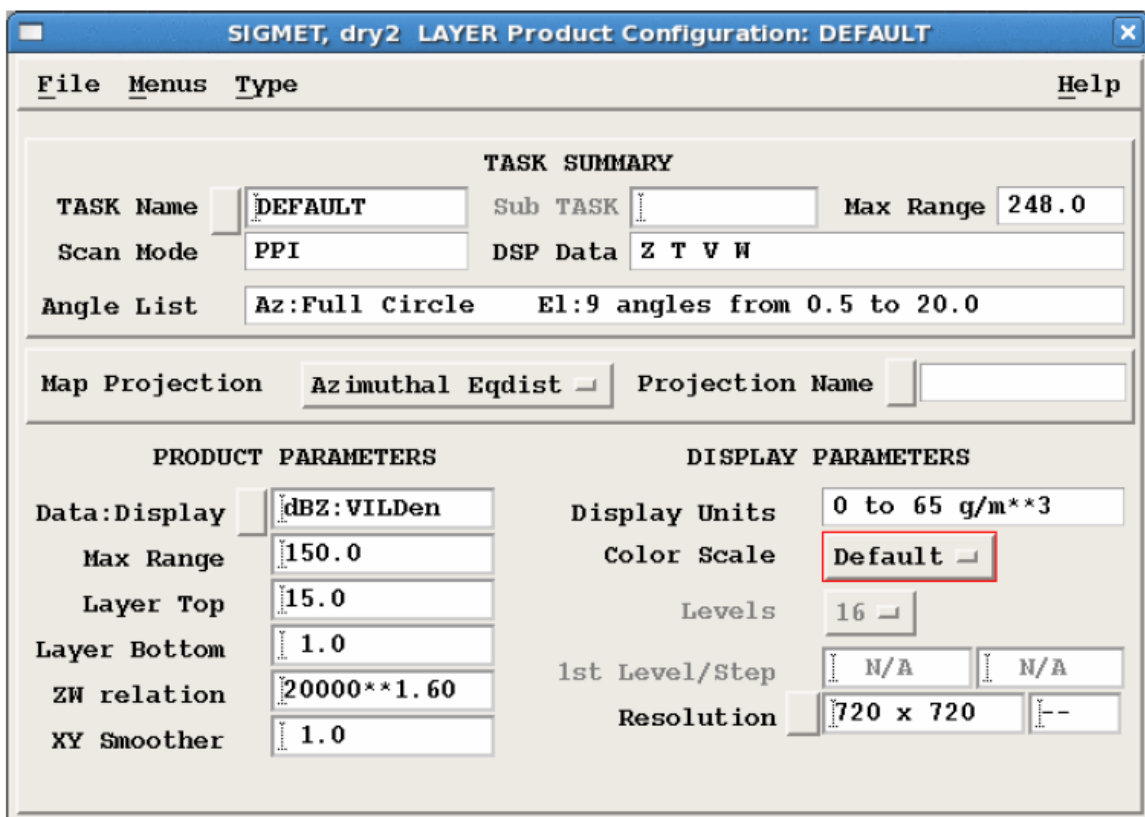 SIGMET, dry2 LAYER Product Configuration: DEFAULT
File Menus Type Help
TASK SUMMARY
TASK Name DEFAULT Sub TASK Max Range 248.0
Scan Mode PPI DSP Data Z T V W
Angle List Az:Full Circle El:9 angles from 0.5 to 20.0
Map Projection Azimuthal Eqdist Projection Name
PRODUCT PARAMETERS
Data:Display dBZ:VILDen
Max Range 150.0
Layer Top 15.0
Layer Bottom 1.0
ZW relation 20000**1.60
XY Smoother 1.0
DISPLAY PARAMETERS
Display Units 0 to 65 g/m**3
Color Scale Default
Levels 16
1st Level/Step N/A N/A
Resolution 720 x 720 --